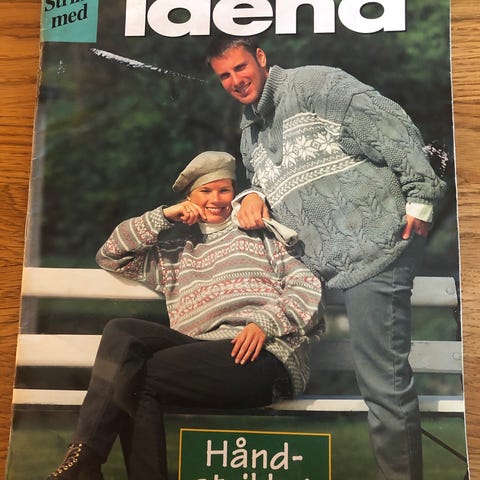 med
Idena
Hånd-